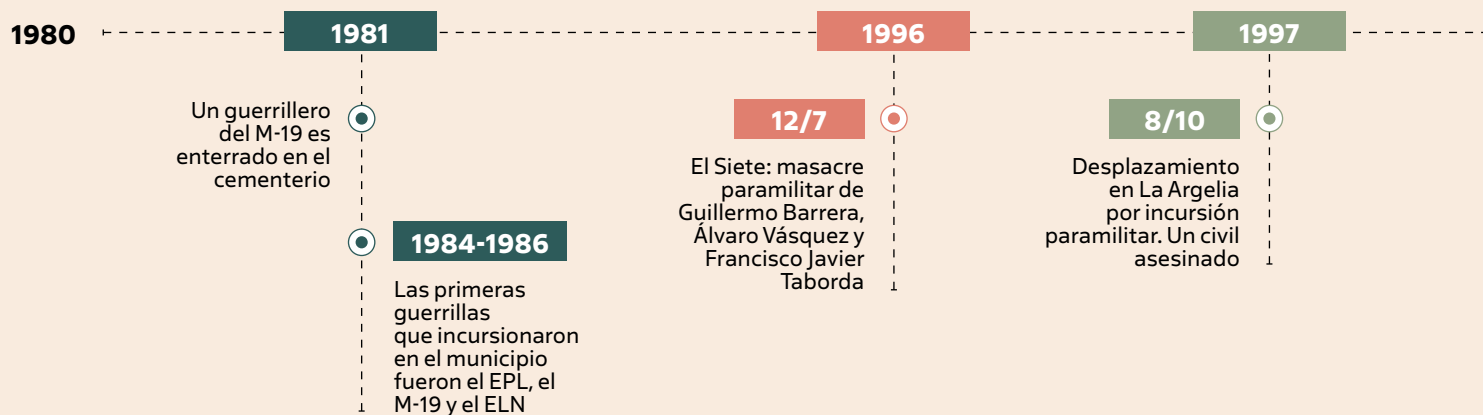 1980
1981
Un guerrillero
del M-19 es
enterrado en el
cementerio
1984-1986
Las primeras
guerrillas
que incursionaron
en el municipio
fueron el EPL, el
M-19 y el ELN
1996
12/7
El Siete: masacre
paramilitar de
Guillermo Barrera,
Álvaro Vásquez y
Francisco Javier
Taborda
1997
8/10
Desplazamiento
en La Argelia
por incursión
paramilitar. Un civil
asesinado